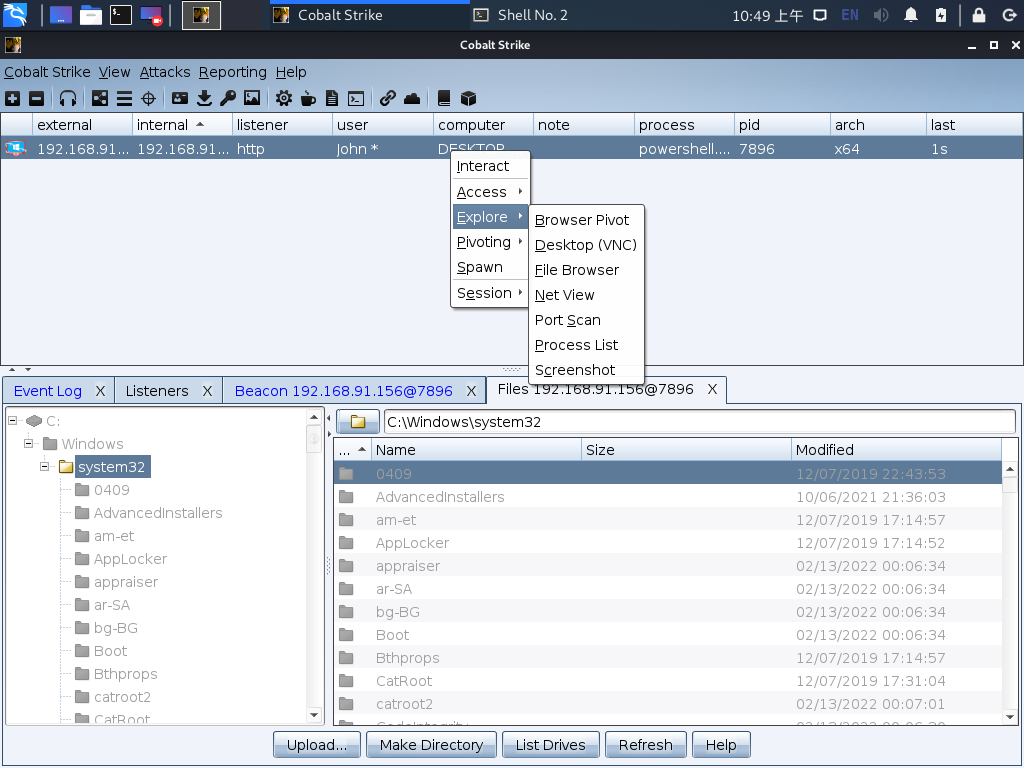 Cobalt Strike
Shell No. 2
10:49 上午
EN
Cobalt Strike
Cobalt Strike View Attacks Reporting Help
external internal listener user computer note process pid arch last
192.168.91... 192.168.91... http John * DESKTOP powershell.... 7896 x64 1s
Interact
Access
Explore
Pivoting
Spawn
Session
Browser Pivot
Desktop (VNC)
File Browser
Net View
Port Scan
Process List
Screenshot
Event Log X Listeners X Beacon 192.168.91.156@7896 X Files 192.168.91.156@7896 X
C:
Windows
system32
0409
AdvancedInstallers
am-et
AppLocker
appraiser
ar-SA
bg-BG
Boot
Bthprops
catroot2
CatRoot
C:\Windows\system32
... Name Size Modified
0409 12/07/2019 22:43:53
AdvancedInstallers 10/06/2021 21:36:03
am-et 12/07/2019 17:14:57
AppLocker 12/07/2019 17:14:52
appraiser 02/13/2022 00:06:34
ar-SA 02/13/2022 00:06:34
bg-BG 02/13/2022 00:06:34
Boot 02/13/2022 00:06:34
Bthprops 12/07/2019 17:14:57
CatRoot 12/07/2019 17:31:04
catroot2 02/13/2022 00:07:01
CodeIntegrity
Upload... Make Directory List Drives Refresh Help